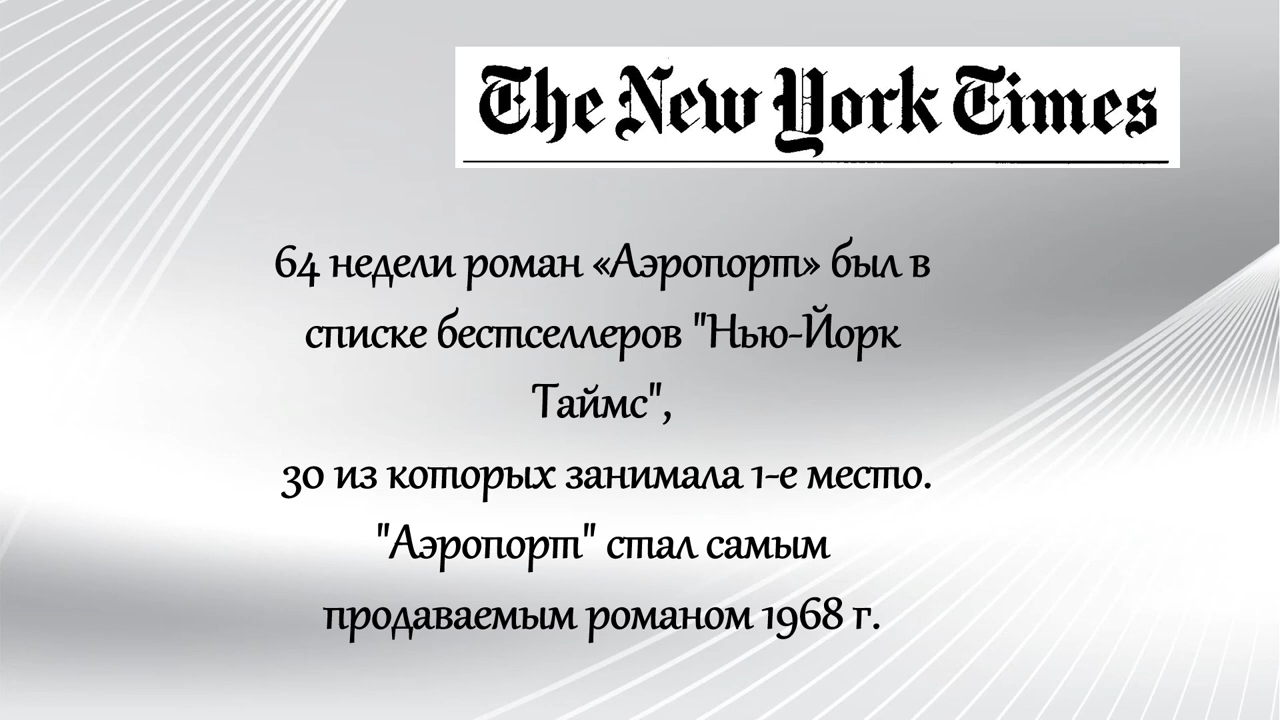 The New York Times
64 недели роман «Аэропорт» был в
списке бестселлеров "Нью-Йорк
Таймс",
30 из которых занимала 1-е место.
"Аэропорт" стал самым
продаваемым романом 1968 г.